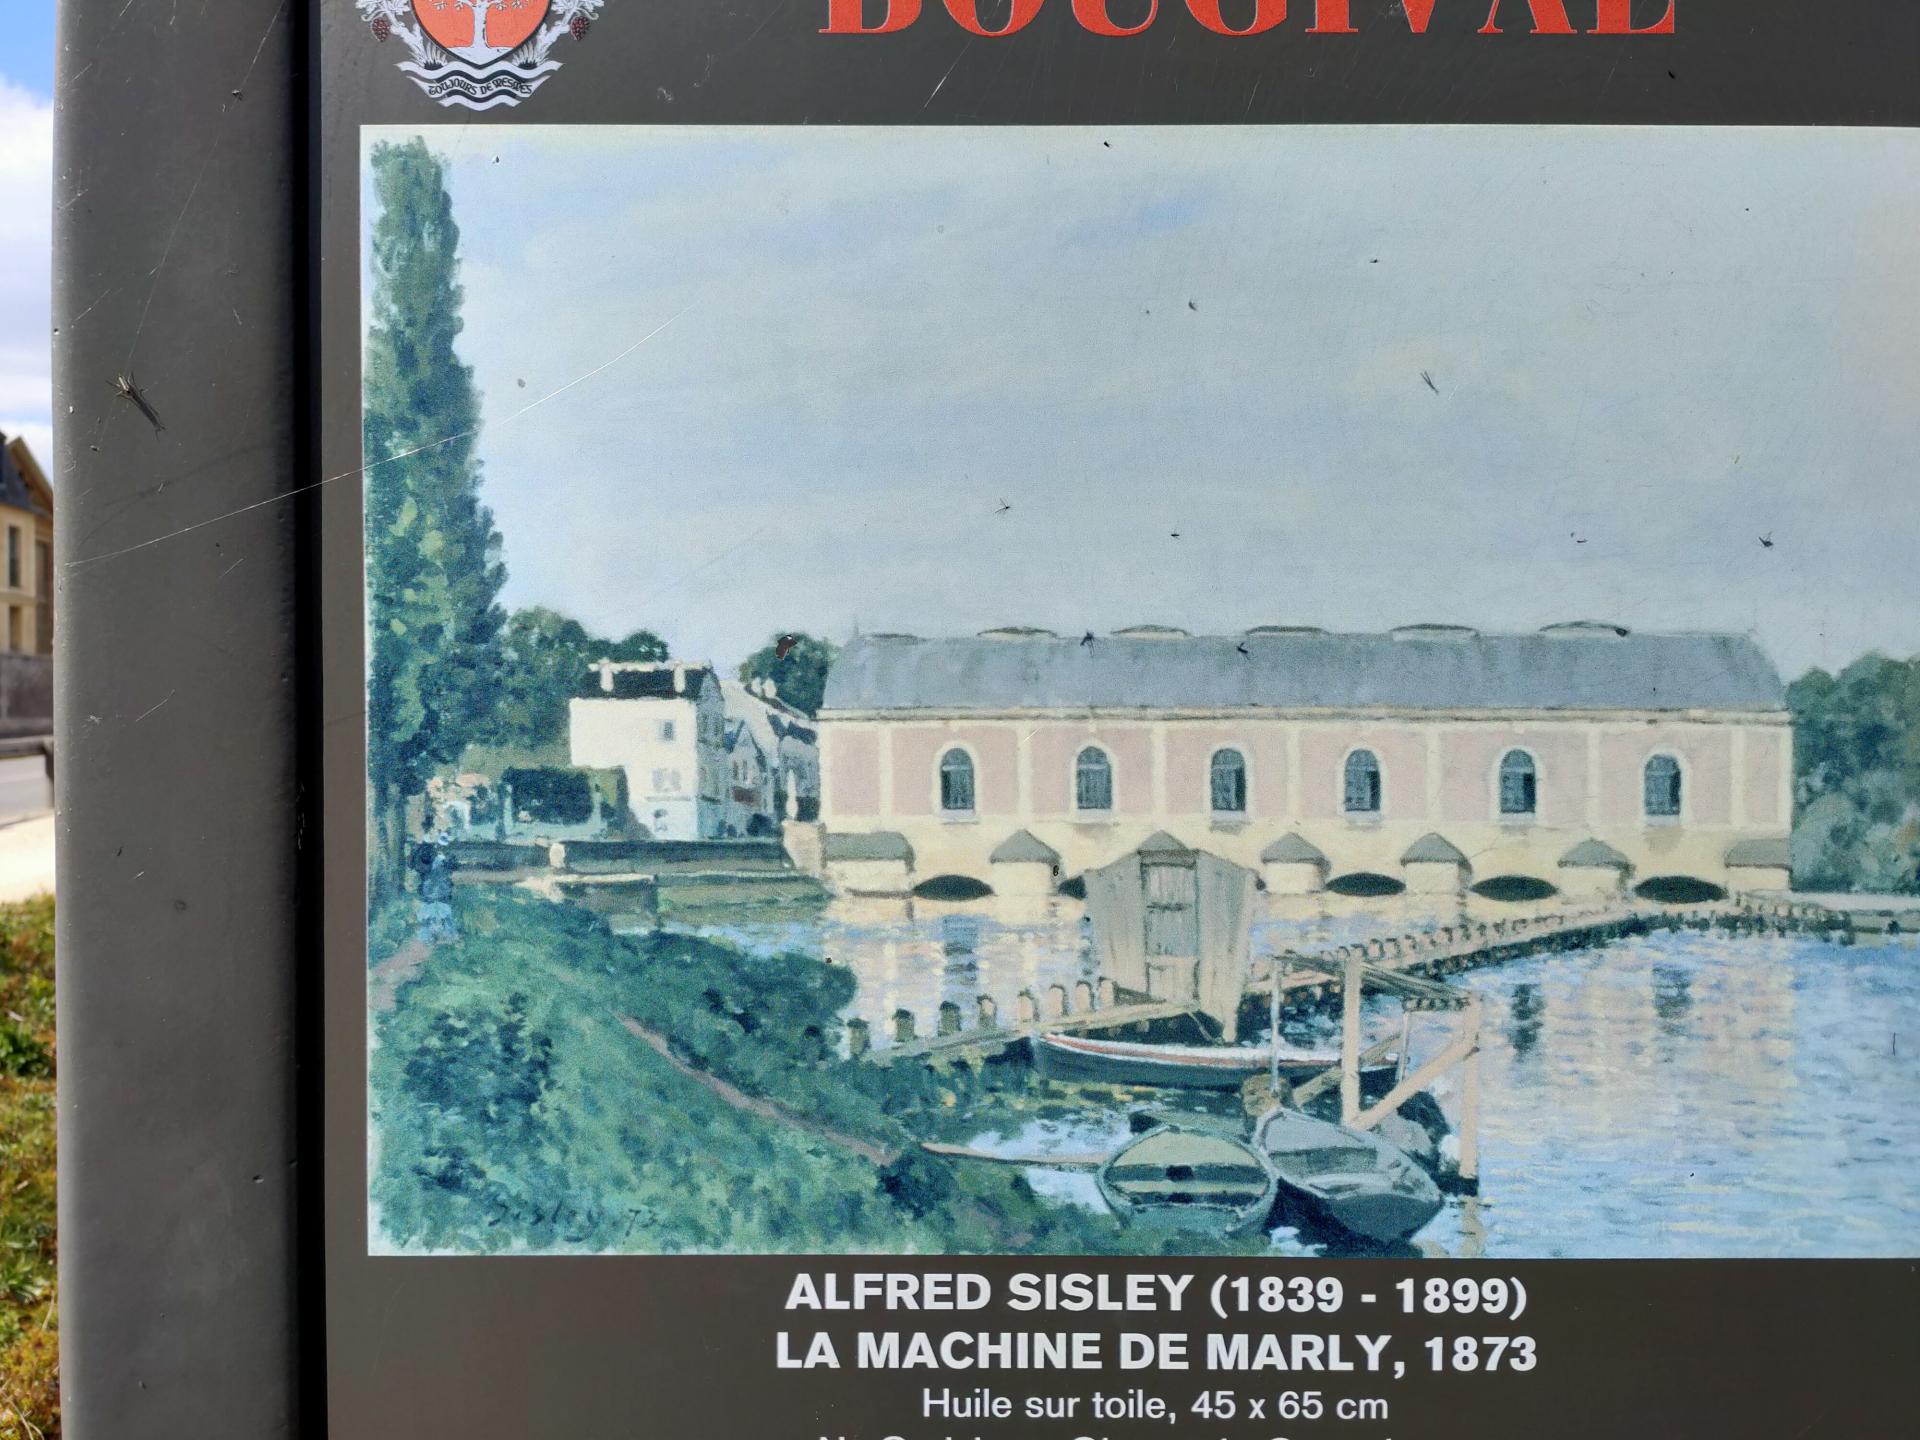 BOUGIVAL
TOUJOURS DE MESMES
Sisley. 73
ALFRED SISLEY (1839 - 1899)
LA MACHINE DE MARLY, 1873
Huile sur toile, 45 x 65 cm